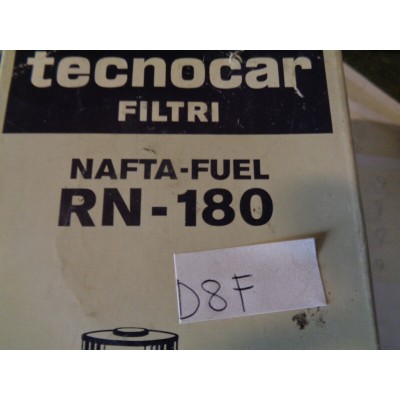 tecnocar
FILTRI
NAFTA-FUEL
RN-180
D8F